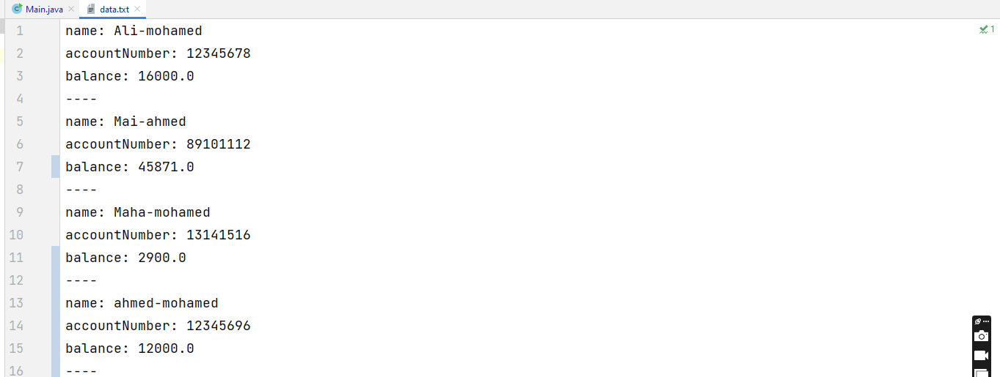 Main.java data.txt
1 name: Ali-mohamed 1
2 accountNumber: 12345678
3 balance: 16000.0
4 ----
5 name: Mai-ahmed
6 accountNumber: 89101112
7 balance: 45871.0
8 ----
9 name: Maha-mohamed
10 accountNumber: 13141516
11 balance: 2900.0
12 ----
13 name: ahmed-mohamed
14 accountNumber: 12345696
15 balance: 12000.0
16 ----